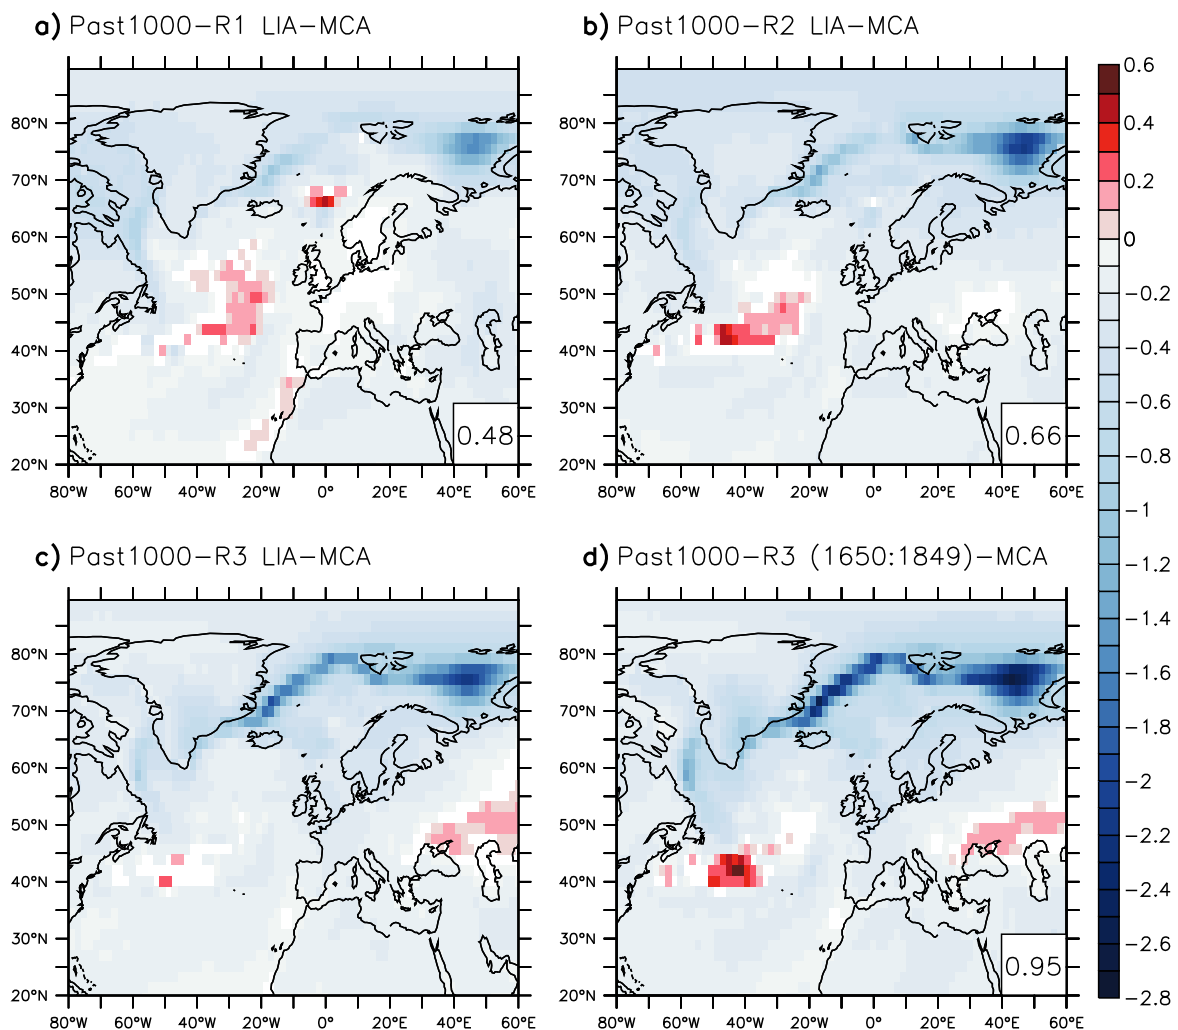 a) Past1000-R1 LIA-MCA
b) Past1000-R2 LIA-MCA
0.6
0.4
0.2
0
-0.2
-0.4
-0.6
-0.8
-1
-1.2
-1.4
-1.6
-1.8
-2
-2.2
-2.4
-2.6
-2.8
80°N
70°N
60°N
50°N
40°N
30°N
20°N
0.48
80°W 60°W 40°W 20°W 0° 20°E 40°E 60°E
80°N
70°N
60°N
50°N
40°N
30°N
20°N
0.66
80°W 60°W 40°W 20°W 0° 20°E 40°E 60°E
c) Past1000-R3 LIA-MCA
d) Past1000-R3 (1650:1849)-MCA
80°N
70°N
60°N
50°N
40°N
30°N
20°N
80°W 60°W 40°W 20°W 0° 20°E 40°E 60°E
80°N
70°N
60°N
50°N
40°N
30°N
20°N
0.95
80°W 60°W 40°W 20°W 0° 20°E 40°E 60°E